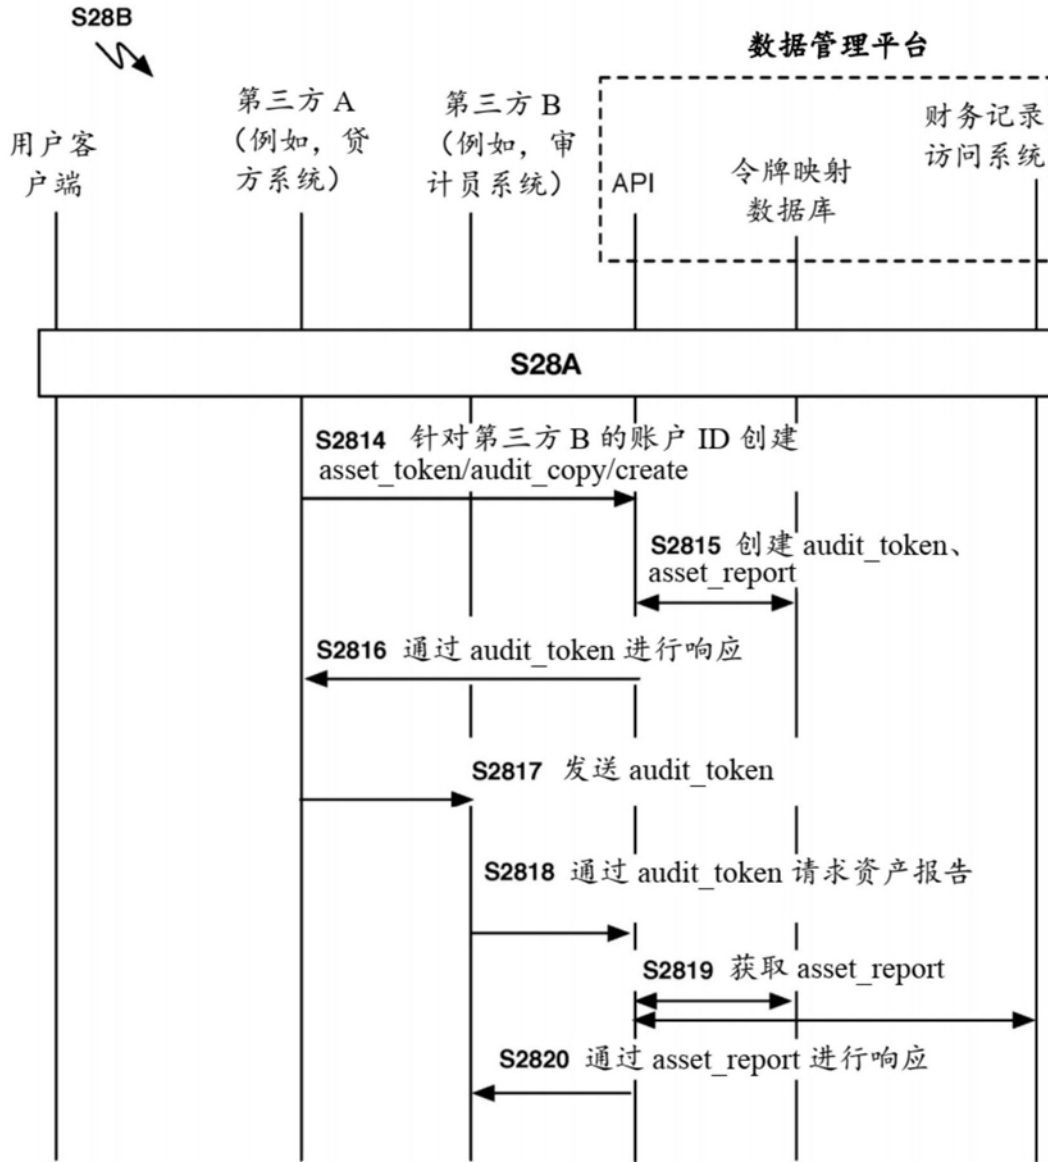 S28B
数据管理平台
用户客
户端
第三方 A
（例如，贷
方系统）
第三方 B
（例如，审
计员系统）
API
令牌映射
数据库
财务记录
访问系统
S28A
S2814 针对第三方 B 的账户 ID 创建
asset_token/audit_copy/create
S2815 创建 audit_token、
asset_report
S2816 通过 audit_token 进行响应
S2817 发送 audit_token
S2818 通过 audit_token 请求资产报告
S2819 获取 asset_report
S2820 通过 asset_report 进行响应